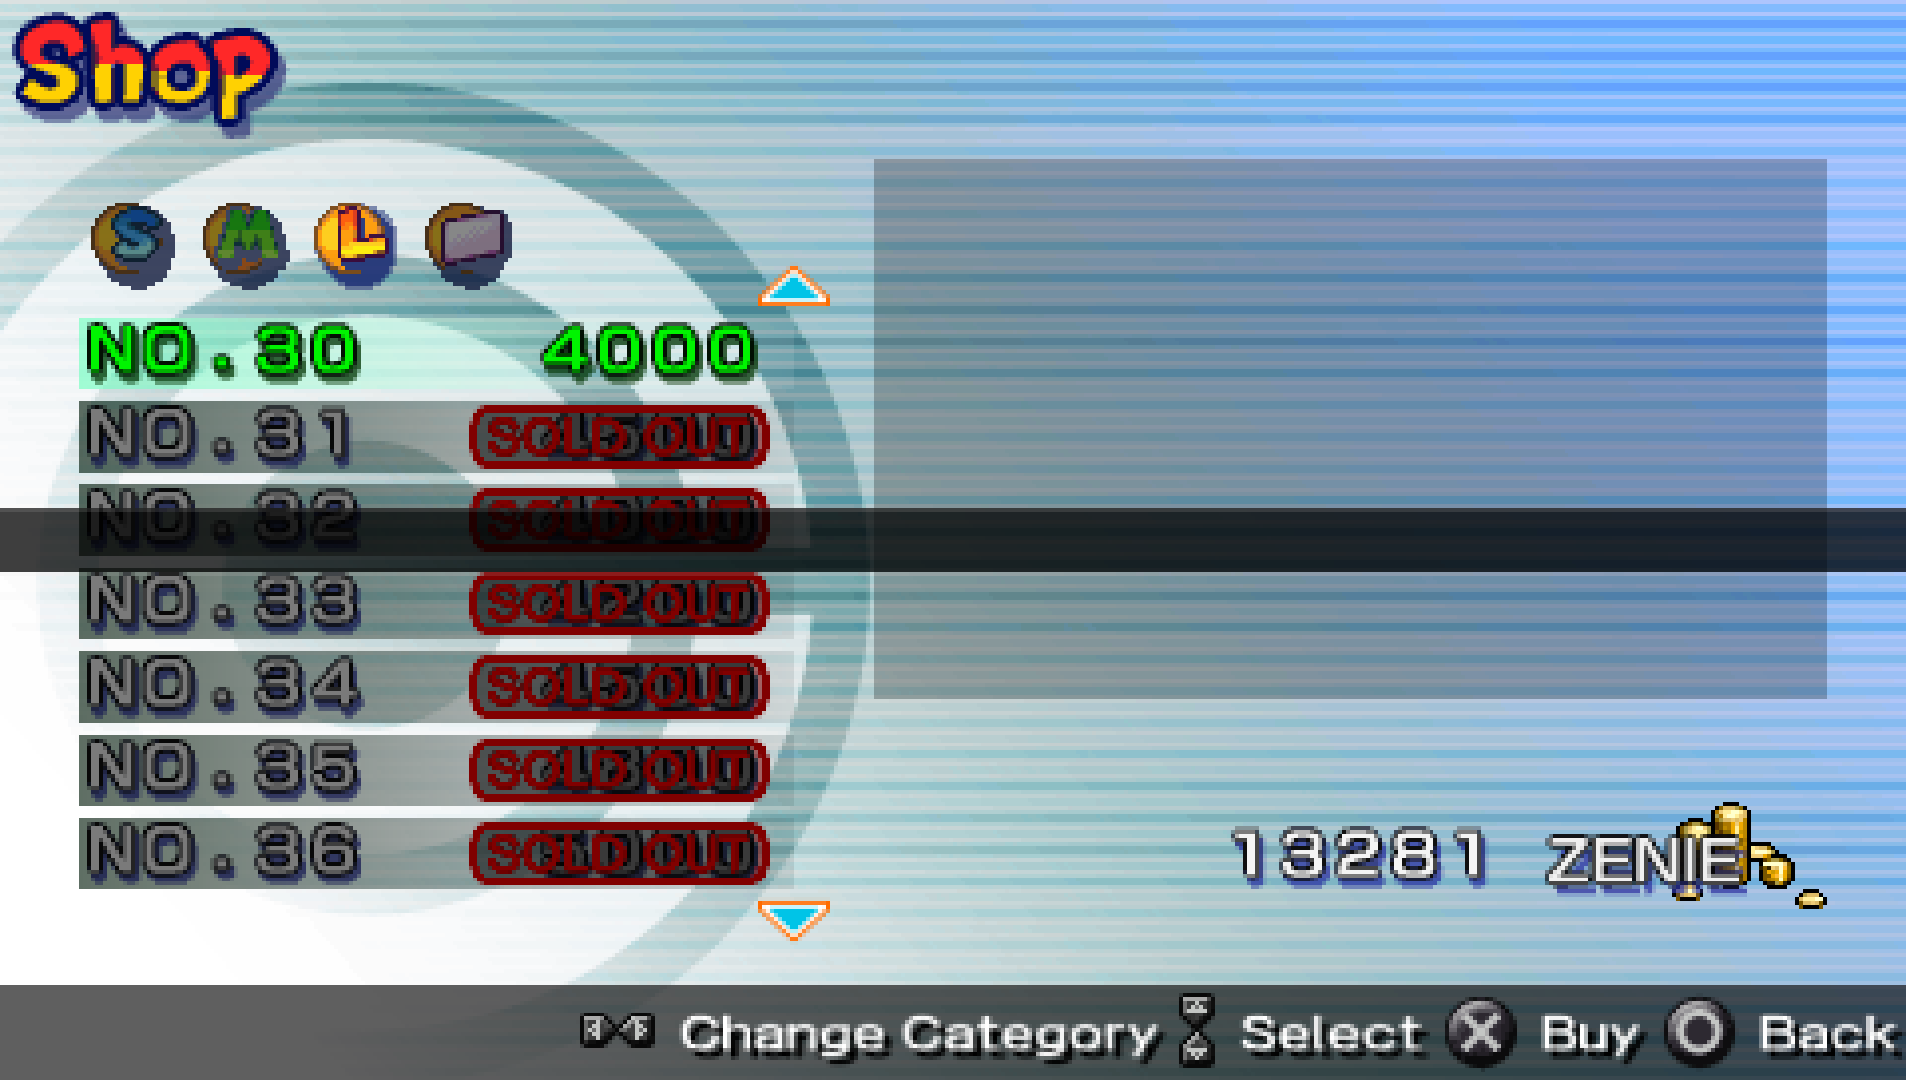 Shop
S M L
NO.30 4000
NO.31 SOLD OUT
NO.32 SOLD OUT
NO.33 SOLD OUT
NO.34 SOLD OUT
NO.35 SOLD OUT
NO.36 SOLD OUT
13281 ZENIE
Change Category Select Buy Back